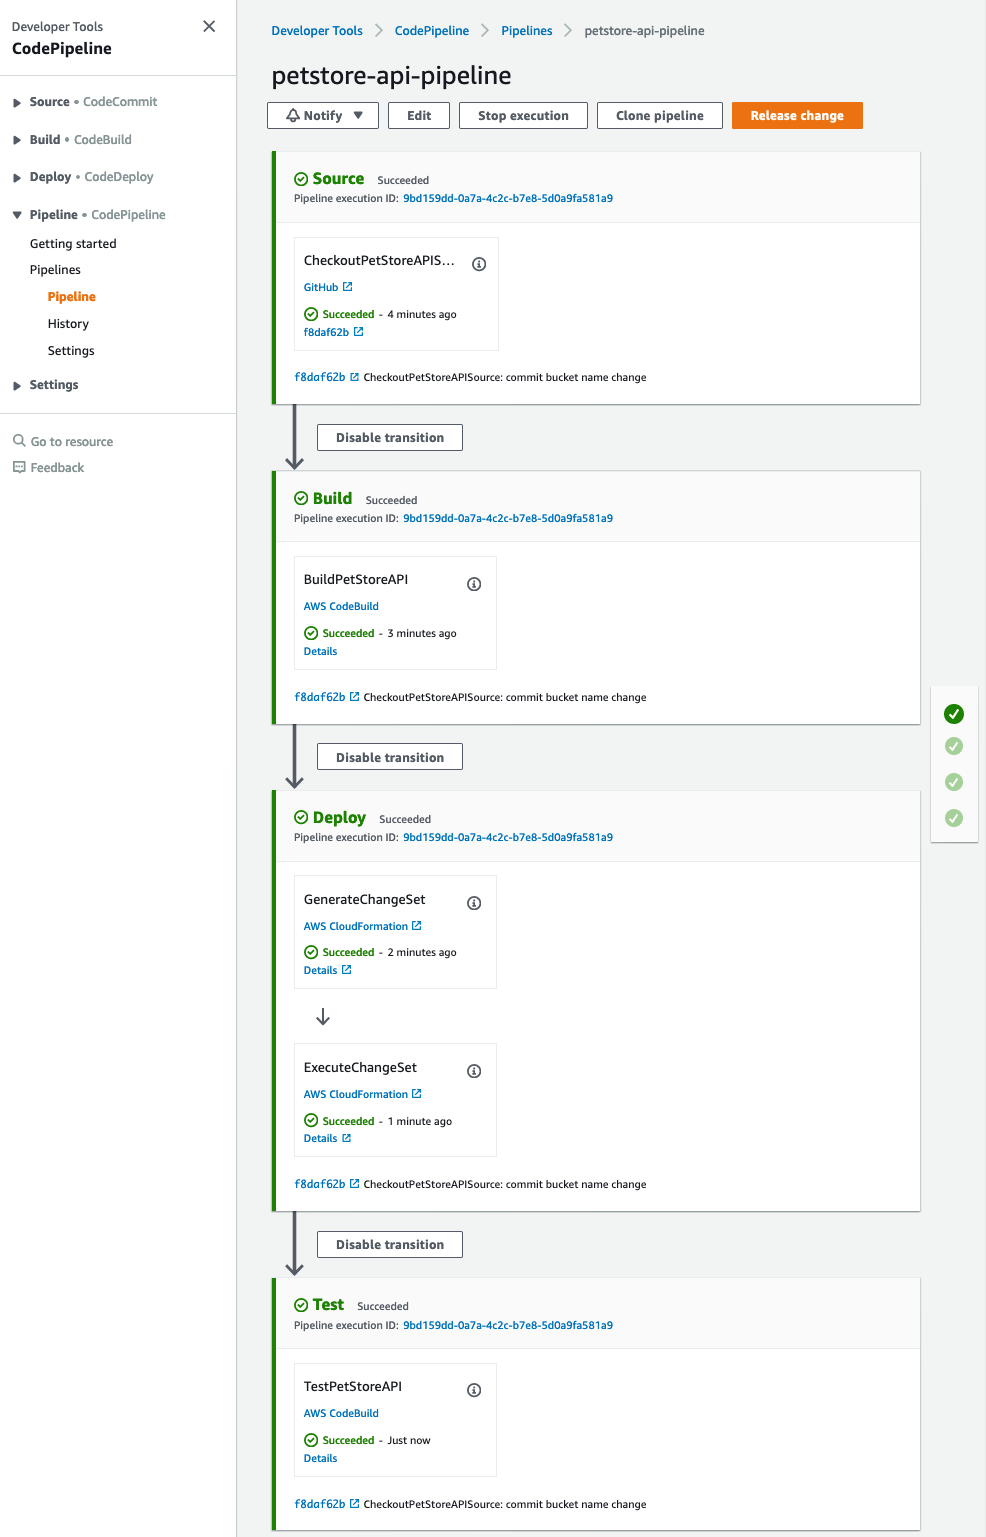 Developer Tools
CodePipeline
Source • CodeCommit
Build • CodeBuild
Deploy • CodeDeploy
Pipeline • CodePipeline
Getting started
Pipelines
Pipeline
History
Settings
Settings
Go to resource
Feedback
Developer Tools CodePipeline Pipelines petstore-api-pipeline
petstore-api-pipeline
Notify Edit Stop execution Clone pipeline Release change
Source Succeeded
Pipeline execution ID: 9bd159dd-0a7a-4c2c-b7e8-5d0a9fa581a9
CheckoutPetStoreAPIS...
GitHub
Succeeded - 4 minutes ago
f8daf62b
f8daf62b CheckoutPetStoreAPISource: commit bucket name change
Disable transition
Build Succeeded
Pipeline execution ID: 9bd159dd-0a7a-4c2c-b7e8-5d0a9fa581a9
BuildPetStoreAPI
AWS CodeBuild
Succeeded - 3 minutes ago
Details
f8daf62b CheckoutPetStoreAPISource: commit bucket name change
Disable transition
Deploy Succeeded
Pipeline execution ID: 9bd159dd-0a7a-4c2c-b7e8-5d0a9fa581a9
GenerateChangeSet
AWS CloudFormation
Succeeded - 2 minutes ago
Details
ExecuteChangeSet
AWS CloudFormation
Succeeded - 1 minute ago
Details
f8daf62b CheckoutPetStoreAPISource: commit bucket name change
Disable transition
Test Succeeded
Pipeline execution ID: 9bd159dd-0a7a-4c2c-b7e8-5d0a9fa581a9
TestPetStoreAPI
AWS CodeBuild
Succeeded - Just now
Details
f8daf62b CheckoutPetStoreAPISource: commit bucket name change